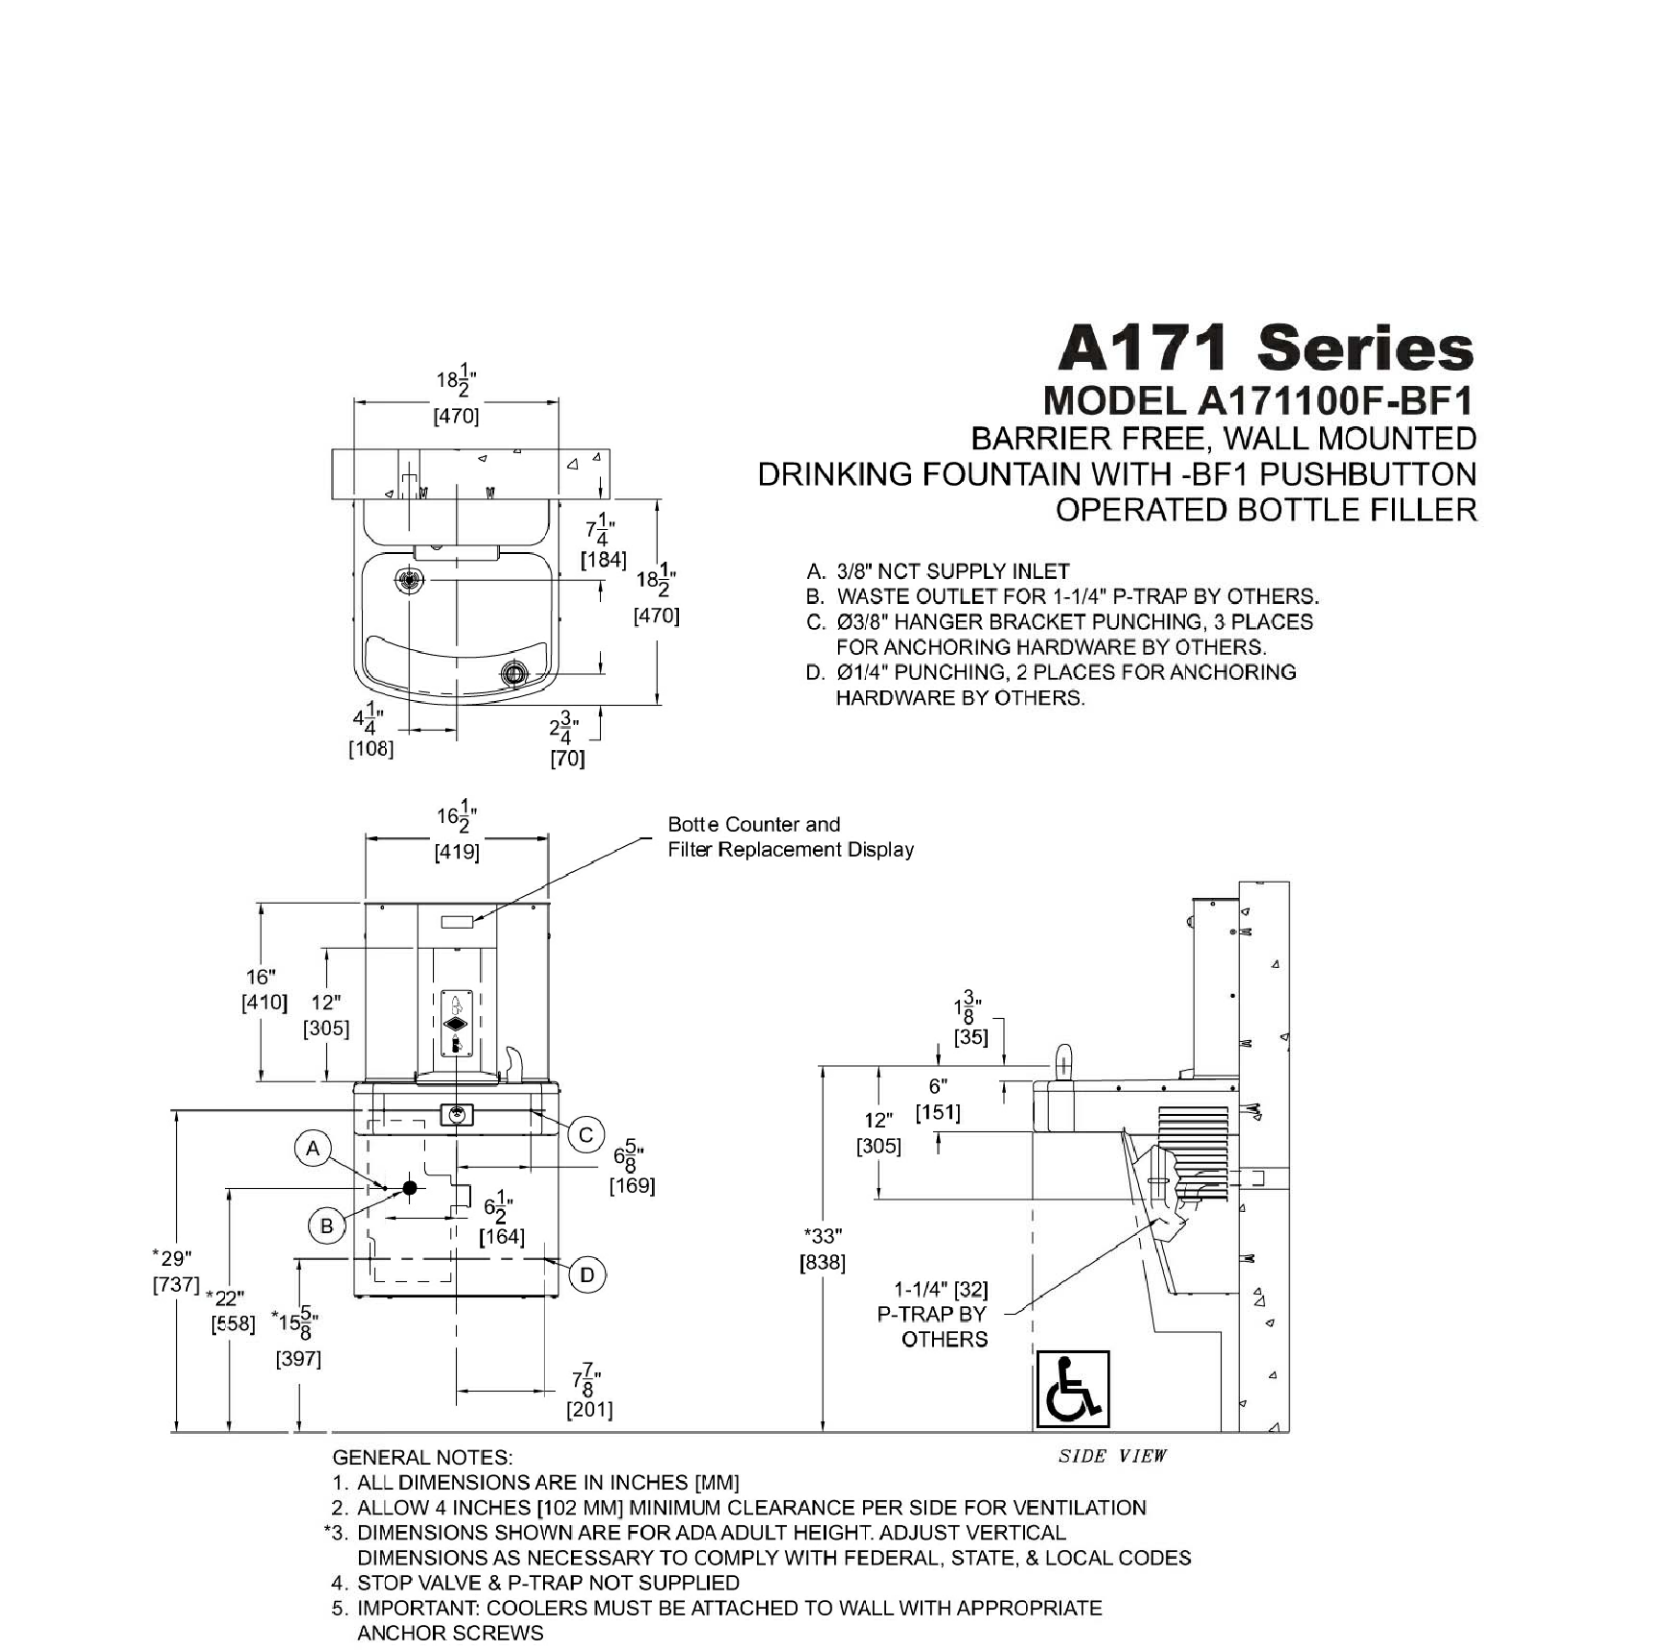 A171 Series
MODEL A171100F-BF1
BARRIER FREE, WALL MOUNTED
DRINKING FOUNTAIN WITH -BF1 PUSHBUTTON
OPERATED BOTTLE FILLER
A. 3/8" NCT SUPPLY INLET
B. WASTE OUTLET FOR 1-1/4" P-TRAP BY OTHERS.
C. Ø3/8" HANGER BRACKET PUNCHING, 3 PLACES
FOR ANCHORING HARDWARE BY OTHERS.
D. Ø1/4" PUNCHING, 2 PLACES FOR ANCHORING
HARDWARE BY OTHERS.
18 1/2"
[470]
7 1/4"
[184]
18 1/2"
[470]
4 1/4"
[108]
2 3/4"
[70]
16 1/2"
[419]
Bottle Counter and
Filter Replacement Display
16"
[410]
12"
[305]
A
B
C
D
6 5/8"
[169]
6 1/2"
[164]
*29"
[737]
*22"
[558]
*15 5/8"
[397]
7 7/8"
[201]
1 3/8"
[35]
6"
[151]
12"
[305]
*33"
[838]
1-1/4" [32]
P-TRAP BY
OTHERS
SIDE VIEW
GENERAL NOTES:
1. ALL DIMENSIONS ARE IN INCHES [MM]
2. ALLOW 4 INCHES [102 MM] MINIMUM CLEARANCE PER SIDE FOR VENTILATION
*3. DIMENSIONS SHOWN ARE FOR ADA ADULT HEIGHT. ADJUST VERTICAL
DIMENSIONS AS NECESSARY TO COMPLY WITH FEDERAL, STATE, & LOCAL CODES
4. STOP VALVE & P-TRAP NOT SUPPLIED
5. IMPORTANT: COOLERS MUST BE ATTACHED TO WALL WITH APPROPRIATE
ANCHOR SCREWS